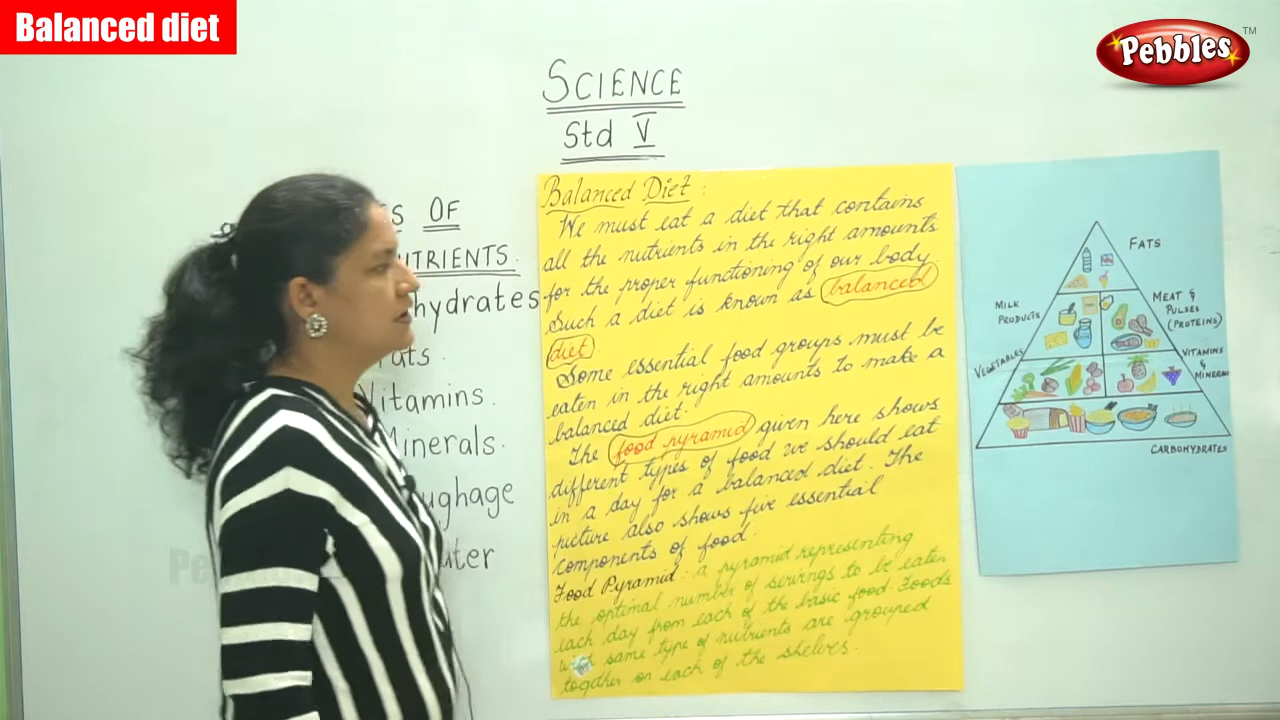 Balanced diet
Pebbles
TM
SCIENCE
Std V
OF
NUTRIENTS.
hydrates
Vitamins.
Minerals.
ughage
ater
Balanced Diet :
We must eat a diet that contains
all the nutrients in the right amounts
for the proper functioning of our body.
Such a diet is known as balanced
diet.
Some essential food groups must be
eaten in the right amounts to make a
balanced diet.
The food pyramid given here shows
different types of food we should eat
in a day for a balanced diet. The
picture also shows five essential
components of food.
Food Pyramid : a pyramid representing
the optimal number of servings to be eaten
each day from each of the basic food. Foods
with same type of nutrients are grouped
together on each of the shelves.
FATS
MILK
PRODUCTS
MEAT &
PULSES
(PROTEINS)
VEGETABLES
VITAMINS
&
MINERALS
CARBOHYDRATES